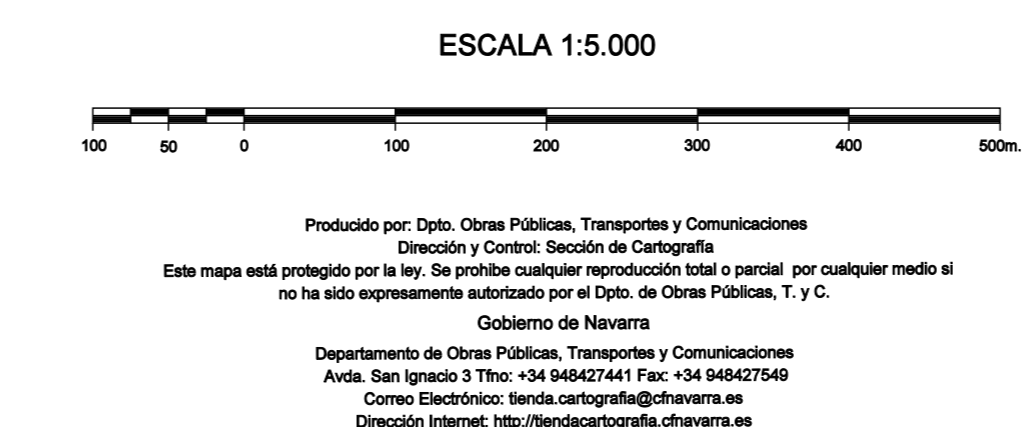 ESCALA 1:5.000
100 50 0 100 200 300 400 500m.
Producido por: Dpto. Obras Públicas, Transportes y Comunicaciones
Dirección y Control: Sección de Cartografía
Este mapa está protegido por la ley. Se prohibe cualquier reproducción total o parcial por cualquier medio si
no ha sido expresamente autorizado por el Dpto. de Obras Públicas, T. y C.
Gobierno de Navarra
Departamento de Obras Públicas, Transportes y Comunicaciones
Avda. San Ignacio 3 Tfno: +34 948427441 Fax: +34 948427549
Correo Electrónico: tienda.cartografia@cfnavarra.es
Dirección Internet: http://tiendacartografia.cfnavarra.es